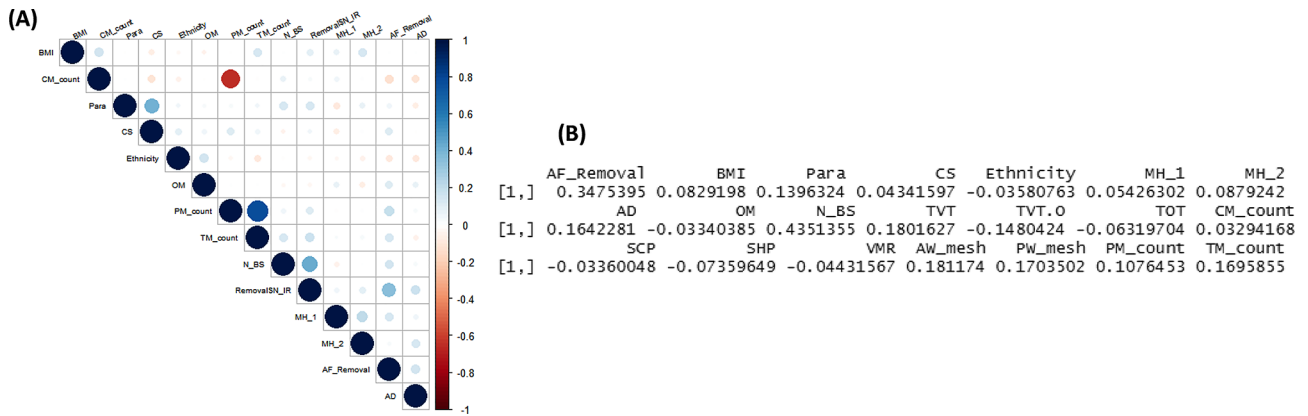 (A)
BMI CM_count Para CS Ethnicity OM PM_count TM_count N_BS Removal$N_IR MH_1 MH_2 AF_Removal AD
BMI
CM_count
Para
CS
Ethnicity
OM
PM_count
TM_count
N_BS
Removal$N_IR
MH_1
MH_2
AF_Removal
AD
1
0.8
0.6
0.4
0.2
0
-0.2
-0.4
-0.6
-0.8
-1
(B)
AF_Removal BMI Para CS Ethnicity MH_1 MH_2
[1,] 0.3475395 0.0829198 0.1396324 0.04341597 -0.03580763 0.05426302 0.0879242
AD OM N_BS TVT TVT.O TOT CM_count
[1,] 0.1642281 -0.03340385 0.4351355 0.1801627 -0.1480424 -0.06319704 0.03294168
SCP SHP VMR AW_mesh PW_mesh PM_count TM_count
[1,] -0.03360048 -0.07359649 -0.04431567 0.181174 0.1703502 0.1076453 0.1695855